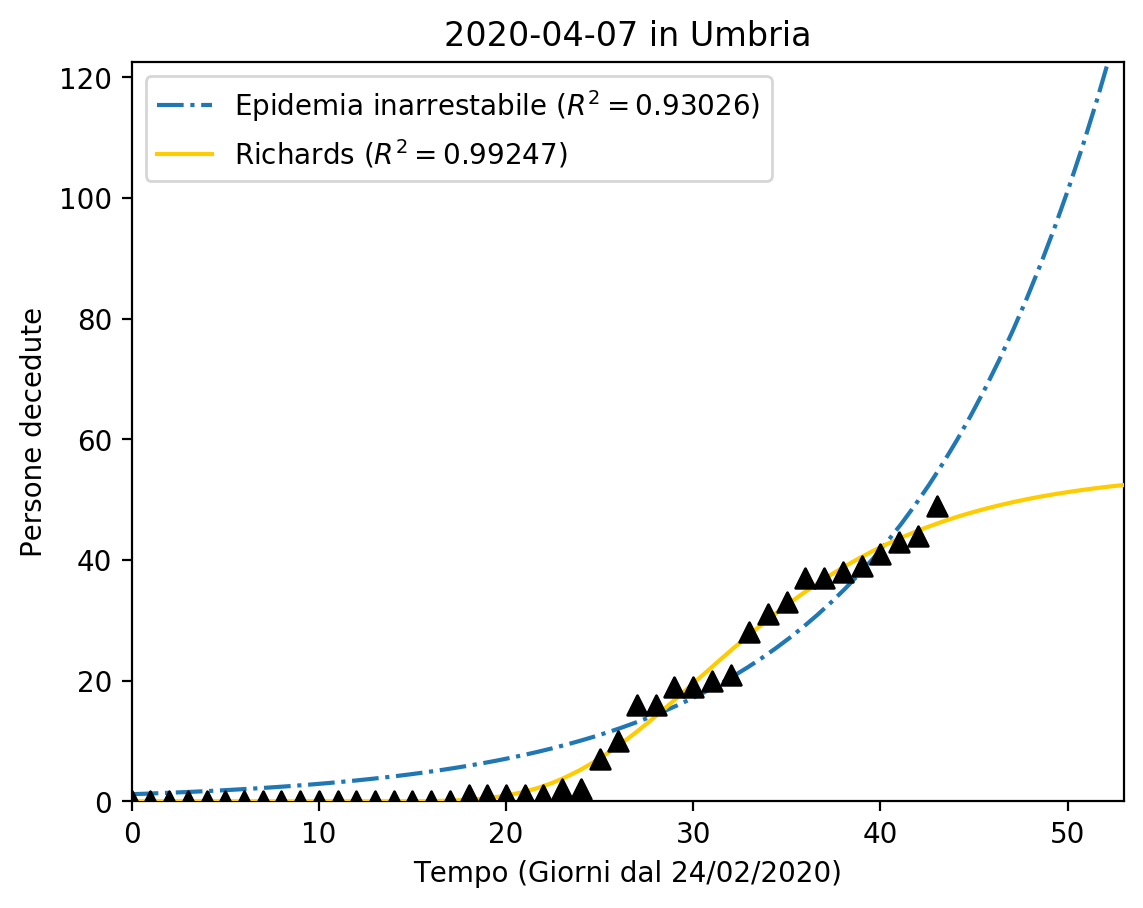 2020-04-07 in Umbria
Epidemia inarrestabile (R² = 0.93026)
Richards (R² = 0.99247)
Persone decedute
120
100
80
60
40
20
0
0 10 20 30 40 50
Tempo (Giorni dal 24/02/2020)